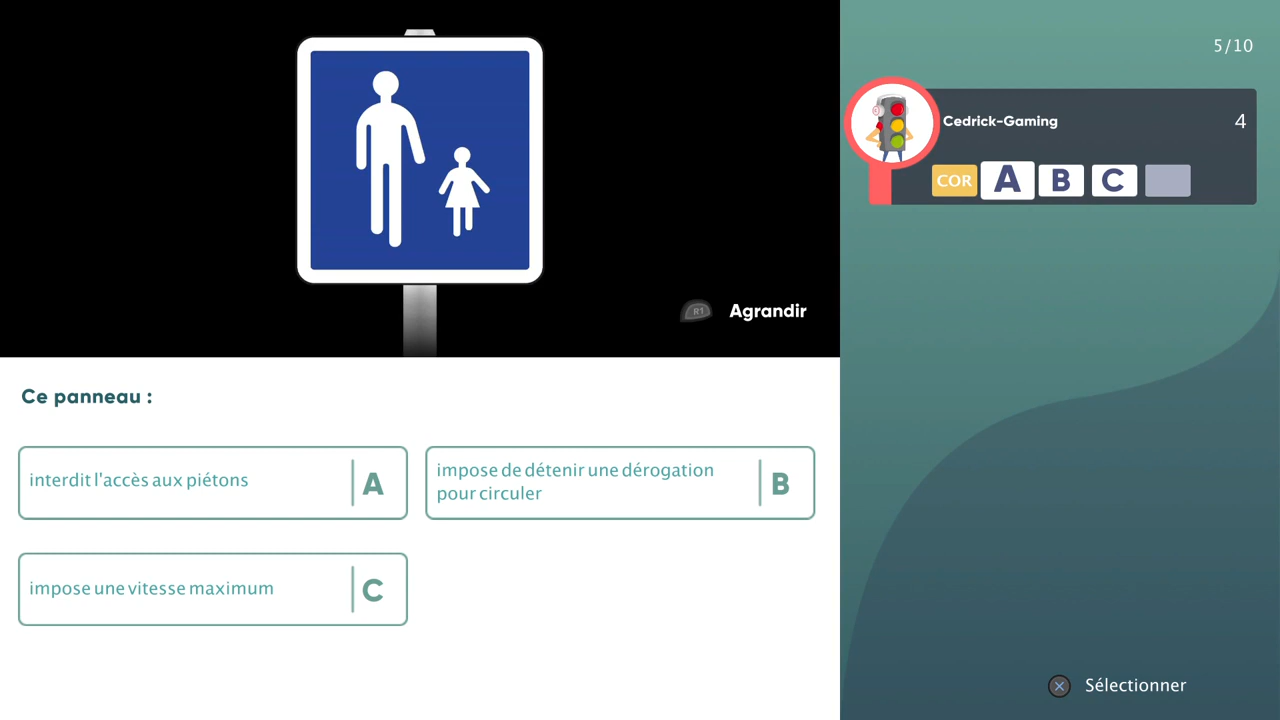 5/10
Cedrick-Gaming
4
COR A B C
R1 Agrandir
Ce panneau :
interdit l'accès aux piétons A
impose de détenir une dérogation
pour circuler B
impose une vitesse maximum C
Sélectionner